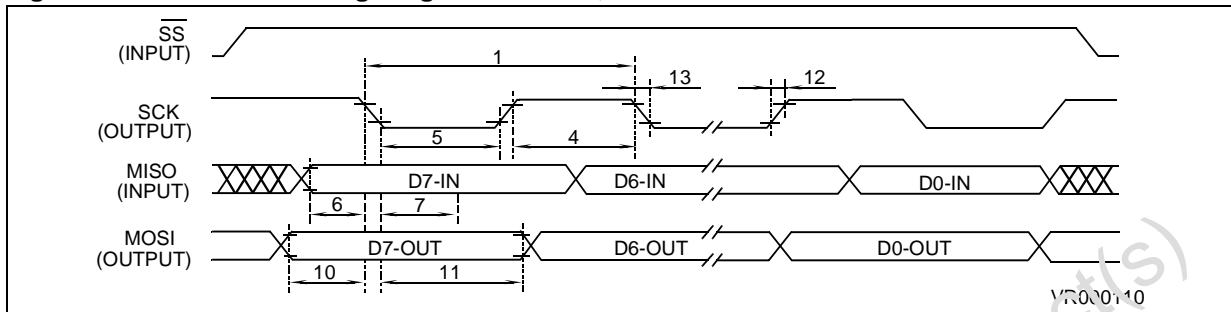 SS
(INPUT)
1
13
12
SCK
(OUTPUT)
5
4
MISO
(INPUT)
D7-IN
D6-IN
D0-IN
6
7
MOSI
(OUTPUT)
D7-OUT
D6-OUT
D0-OUT
10
11